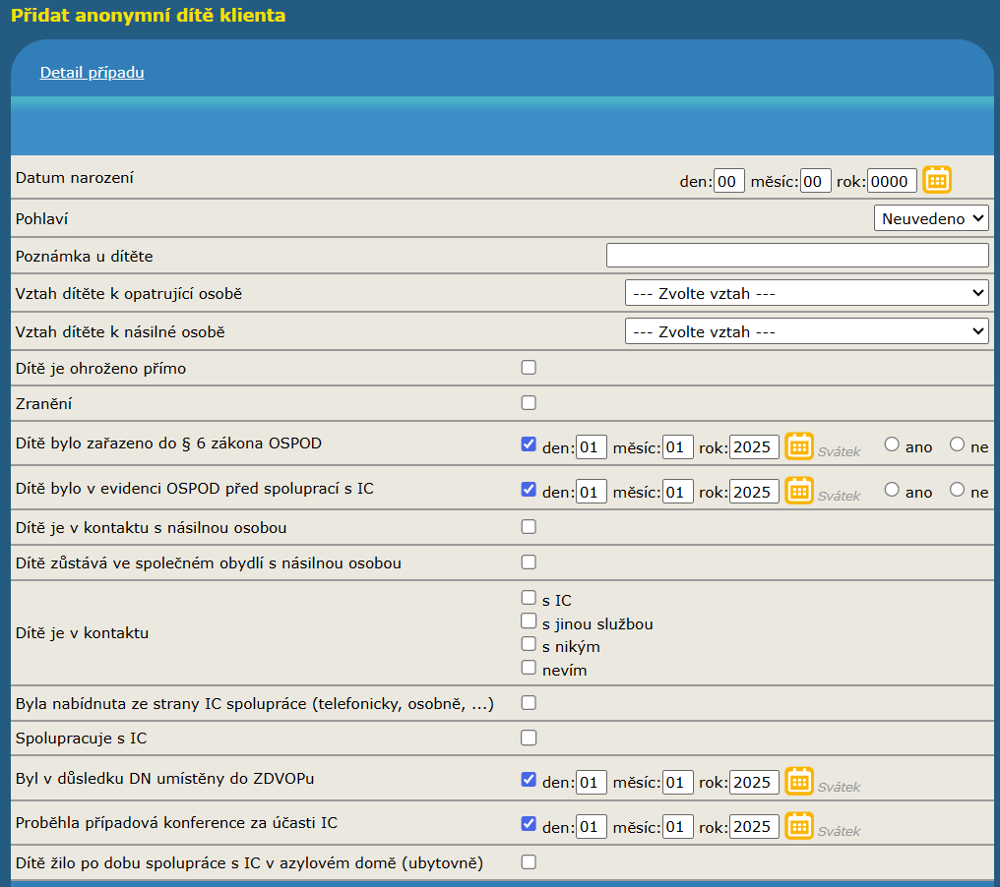 Přidat anonymní dítě klienta
Detail případu
Datum narození den: 00 měsíc: 00 rok: 0000
Pohlaví Neuvedeno
Poznámka u dítěte
Vztah dítěte k opatrující osobě --- Zvolte vztah ---
Vztah dítěte k násilné osobě --- Zvolte vztah ---
Dítě je ohroženo přímo
Zranění
Dítě bylo zařazeno do § 6 zákona OSPOD den: 01 měsíc: 01 rok: 2025 Svátek ano ne
Dítě bylo v evidenci OSPOD před spoluprací s IC den: 01 měsíc: 01 rok: 2025 Svátek ano ne
Dítě je v kontaktu s násilnou osobou
Dítě zůstává ve společném obydlí s násilnou osobou
Dítě je v kontaktu
s IC
s jinou službou
s nikým
nevím
Byla nabídnuta ze strany IC spolupráce (telefonicky, osobně, ...)
Spolupracuje s IC
Byl v důsledku DN umístěny do ZDVOPu den: 01 měsíc: 01 rok: 2025 Svátek
Proběhla případová konference za účasti IC den: 01 měsíc: 01 rok: 2025 Svátek
Dítě žilo po dobu spolupráce s IC v azylovém domě (ubytovně)